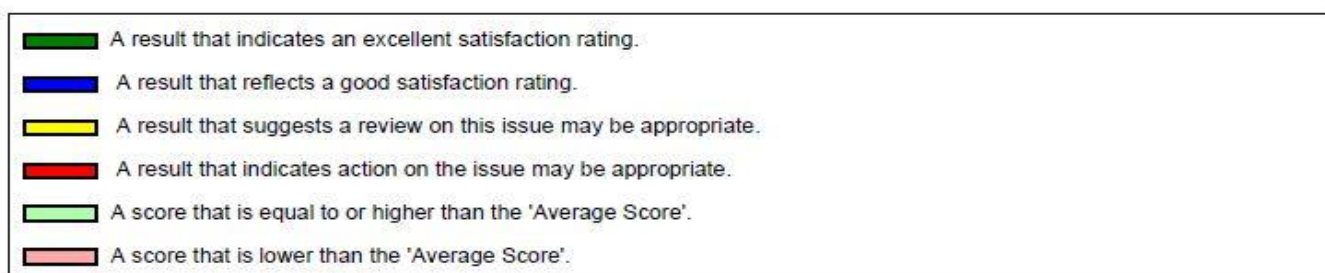 A result that indicates an excellent satisfaction rating.
A result that reflects a good satisfaction rating.
A result that suggests a review on this issue may be appropriate.
A result that indicates action on the issue may be appropriate.
A score that is equal to or higher than the 'Average Score'.
A score that is lower than the 'Average Score'.